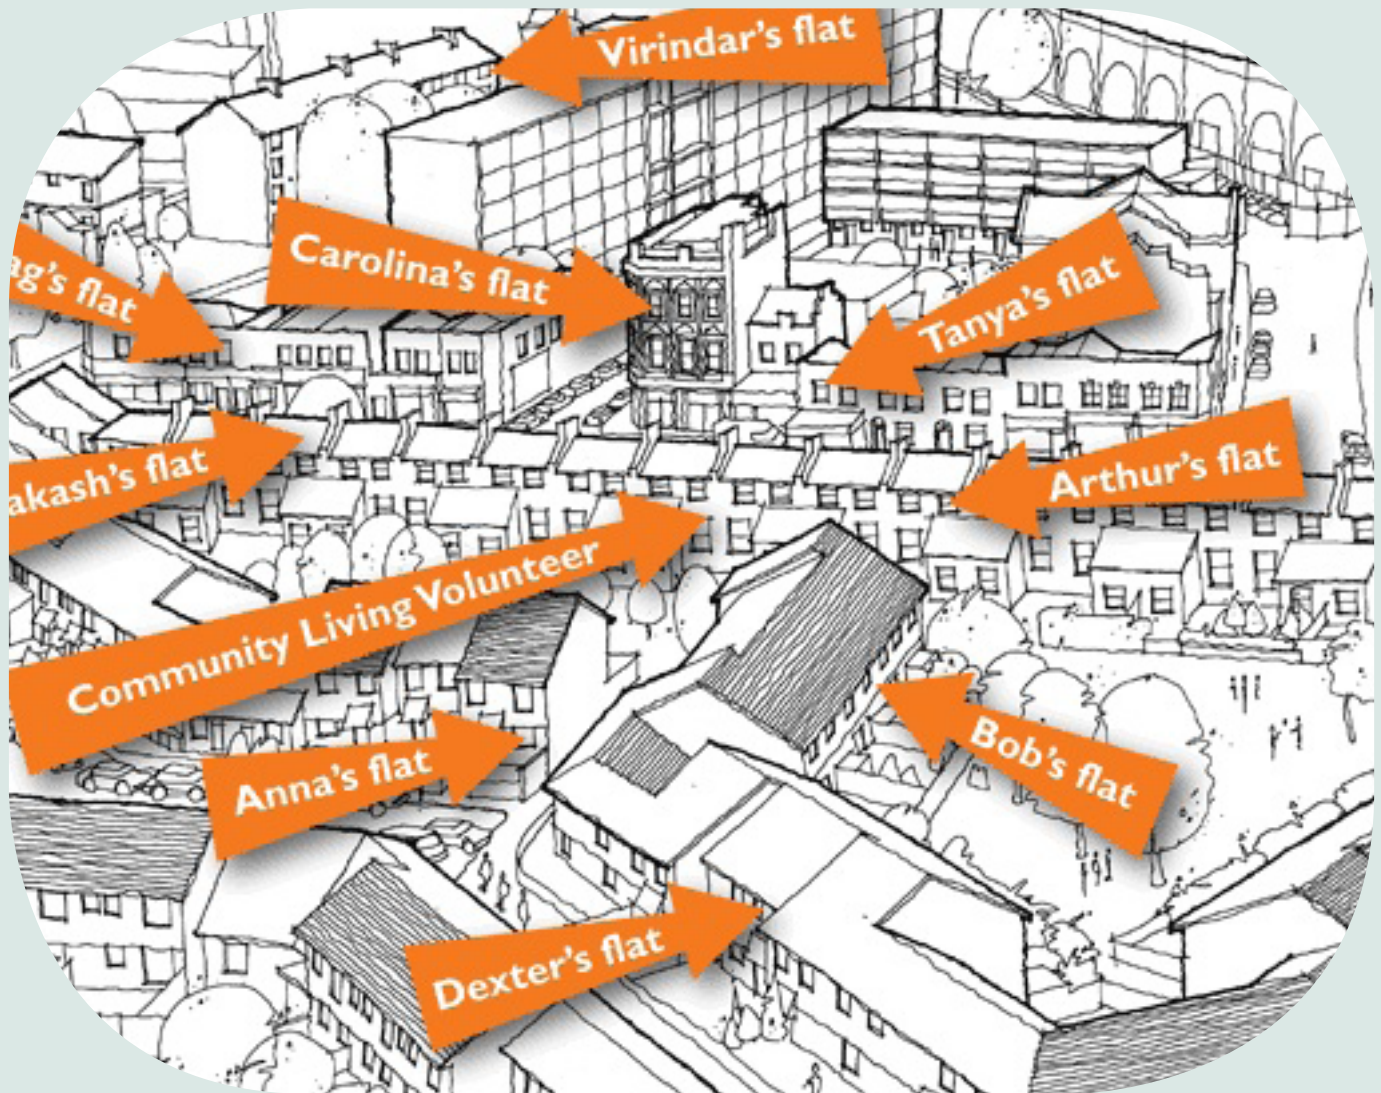 Virindar's flat
Carolina's flat
ag's flat
Tanya's flat
akash's flat
Arthur's flat
Community Living Volunteer
Anna's flat
Bob's flat
Dexter's flat